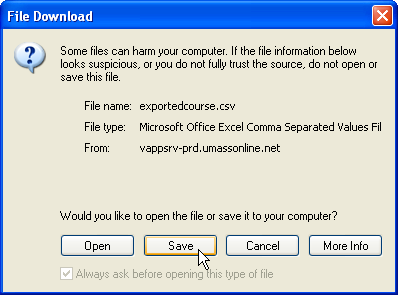 File Download
Some files can harm your computer. If the file information below
looks suspicious, or you do not fully trust the source, do not open or
save this file.
File name: exportedcourse.csv
File type: Microsoft Office Excel Comma Separated Values Fil
From: vappsrv-prd.umassonline.net
Would you like to open the file or save it to your computer?
Open Save Cancel More Info
Always ask before opening this type of file